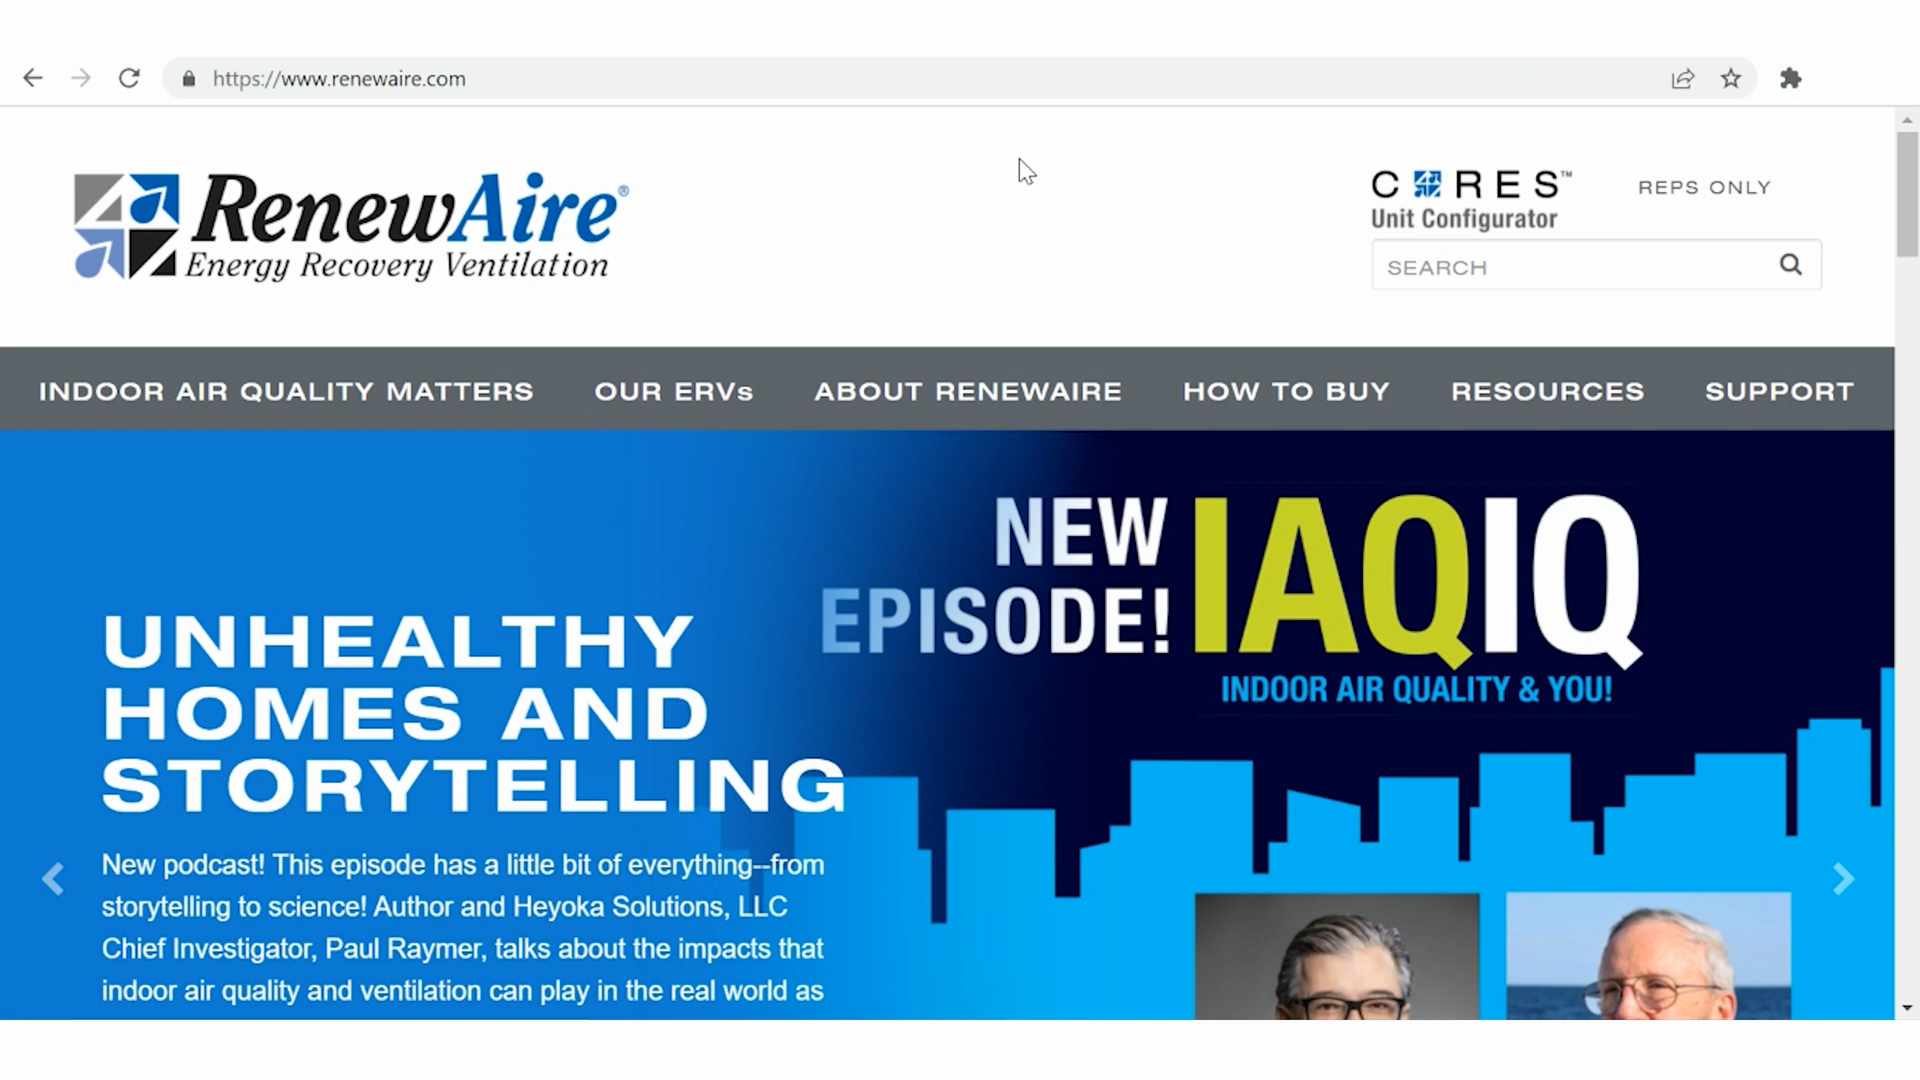 https://www.renewaire.com
RenewAire®
Energy Recovery Ventilation
CORES™
Unit Configurator
REPS ONLY
SEARCH
INDOOR AIR QUALITY MATTERS
OUR ERVs
ABOUT RENEWAIRE
HOW TO BUY
RESOURCES
SUPPORT
NEW
EPISODE!
IAQIQ
INDOOR AIR QUALITY & YOU!
UNHEALTHY
HOMES AND
STORYTELLING
New podcast! This episode has a little bit of everything--from
storytelling to science! Author and Heyoka Solutions, LLC
Chief Investigator, Paul Raymer, talks about the impacts that
indoor air quality and ventilation can play in the real world as